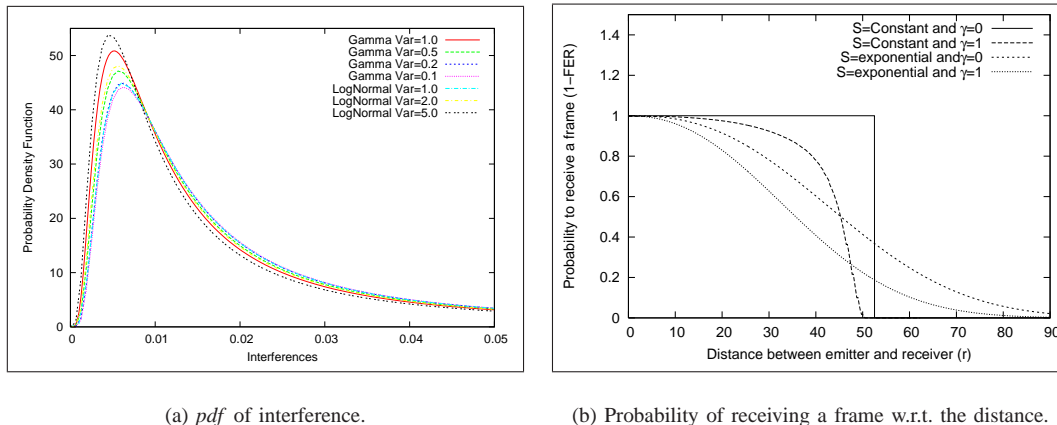 Probability Density Function
50
40
30
20
10
0
0
0.01
0.02
0.03
0.04
0.05
Interferences
Gamma Var=1.0
Gamma Var=0.5
Gamma Var=0.2
Gamma Var=0.1
LogNormal Var=1.0
LogNormal Var=2.0
LogNormal Var=5.0
(a) pdf of interference.
Probability to receive a frame (1−FER)
1.4
1.2
1
0.8
0.6
0.4
0.2
0
0
10
20
30
40
50
60
70
80
90
Distance between emitter and receiver (r)
S=Constant and γ=0
S=Constant and γ=1
S=exponential andγ=0
S=exponential and γ=1
(b) Probability of receiving a frame w.r.t. the distance.